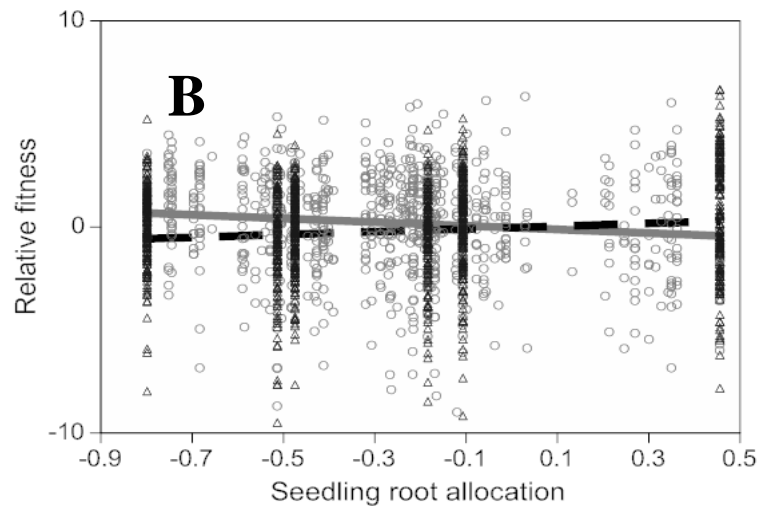 10
B
Relative fitness
0
-10
-0.9 -0.7 -0.5 -0.3 -0.1 0.1 0.3 0.5
Seedling root allocation